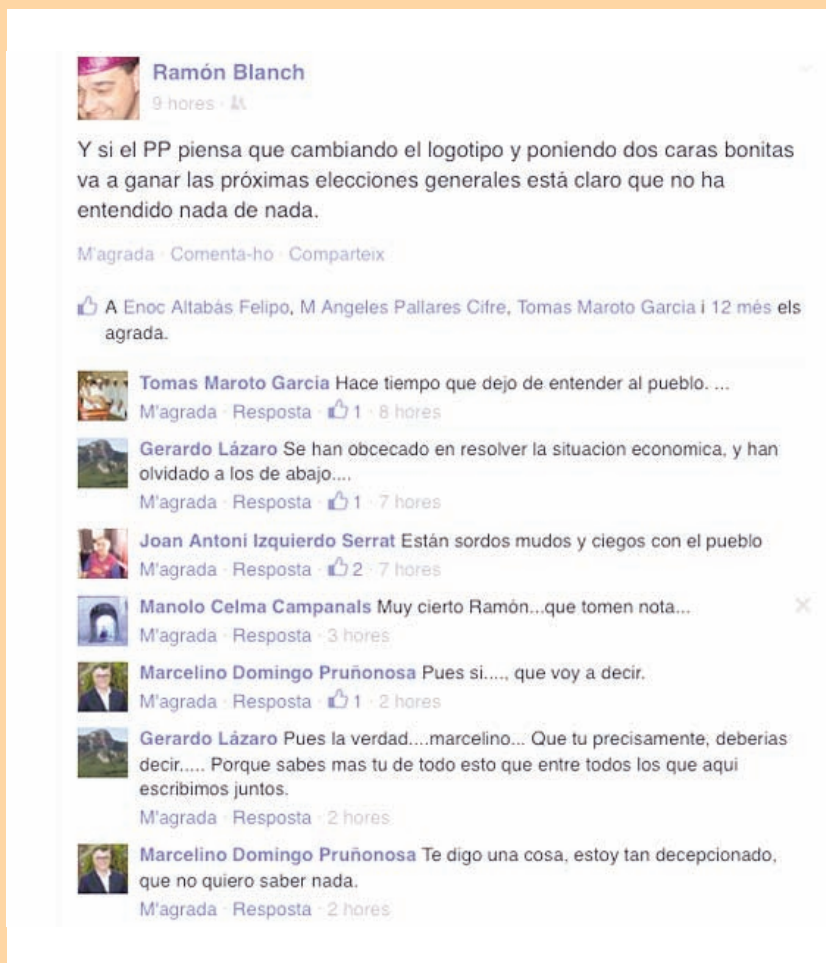 Ramón Blanch
9 hores ·
Y si el PP piensa que cambiando el logotipo y poniendo dos caras bonitas
va a ganar las próximas elecciones generales está claro que no ha
entendido nada de nada.
M'agrada · Comenta-ho · Comparteix
A Enoc Altabás Felipo, M Angeles Pallares Cifre, Tomas Maroto Garcia i 12 més els
agrada.
Tomas Maroto Garcia Hace tiempo que dejo de entender al pueblo. ...
M'agrada · Resposta · 1 · 8 hores
Gerardo Lázaro Se han obcecado en resolver la situacion economica, y han
olvidado a los de abajo....
M'agrada · Resposta · 1 · 7 hores
Joan Antoni Izquierdo Serrat Están sordos mudos y ciegos con el pueblo
M'agrada · Resposta · 2 · 7 hores
Manolo Celma Campanals Muy cierto Ramón...que tomen nota...
M'agrada · Resposta · 3 hores
Marcelino Domingo Pruñonosa Pues si...., que voy a decir.
M'agrada · Resposta · 1 · 2 hores
Gerardo Lázaro Pues la verdad....marcelino... Que tu precisamente, deberias
decir..... Porque sabes mas tu de todo esto que entre todos los que aqui
escribimos juntos.
M'agrada · Resposta · 2 hores
Marcelino Domingo Pruñonosa Te digo una cosa, estoy tan decepcionado,
que no quiero saber nada.
M'agrada · Resposta · 2 hores